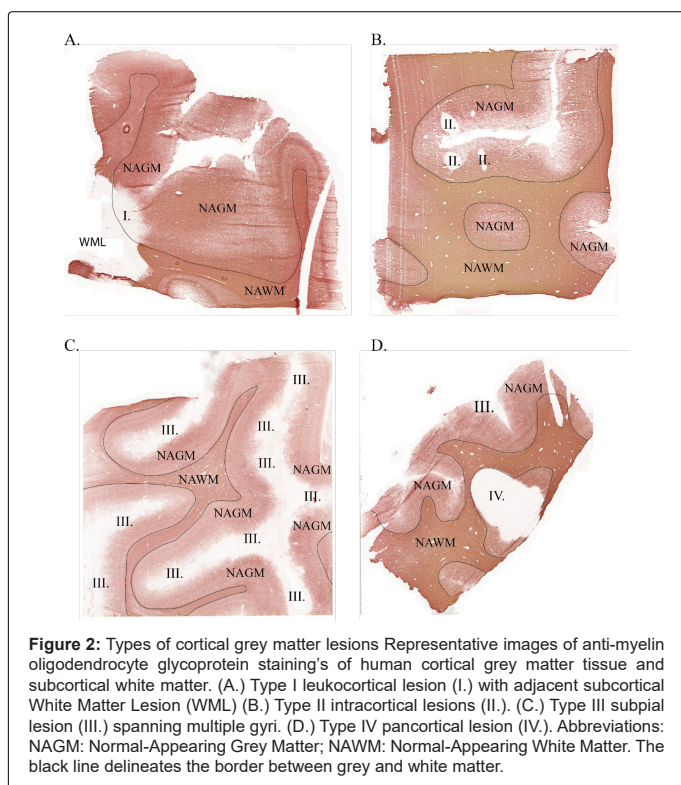 A.
NAGM
I.
NAGM
WML
NAWM
B.
NAGM
II.
II.
II.
NAGM
NAGM
NAWM
C.
III.
III.
III.
NAGM
III.
NAGM
NAWM
III.
NAGM
NAGM
III.
III.
III.
III.
NAGM
III.
D.
NAGM
III.
NAGM
IV.
NAWM
Figure 2: Types of cortical grey matter lesions Representative images of anti-myelin
oligodendrocyte glycoprotein staining's of human cortical grey matter tissue and
subcortical white matter. (A.) Type I leukocortical lesion (I.) with adjacent subcortical
White Matter Lesion (WML) (B.) Type II intracortical lesions (II.). (C.) Type III subpial
lesion (III.) spanning multiple gyri. (D.) Type IV pancortical lesion (IV.). Abbreviations:
NAGM: Normal-Appearing Grey Matter; NAWM: Normal-Appearing White Matter. The
black line delineates the border between grey and white matter.